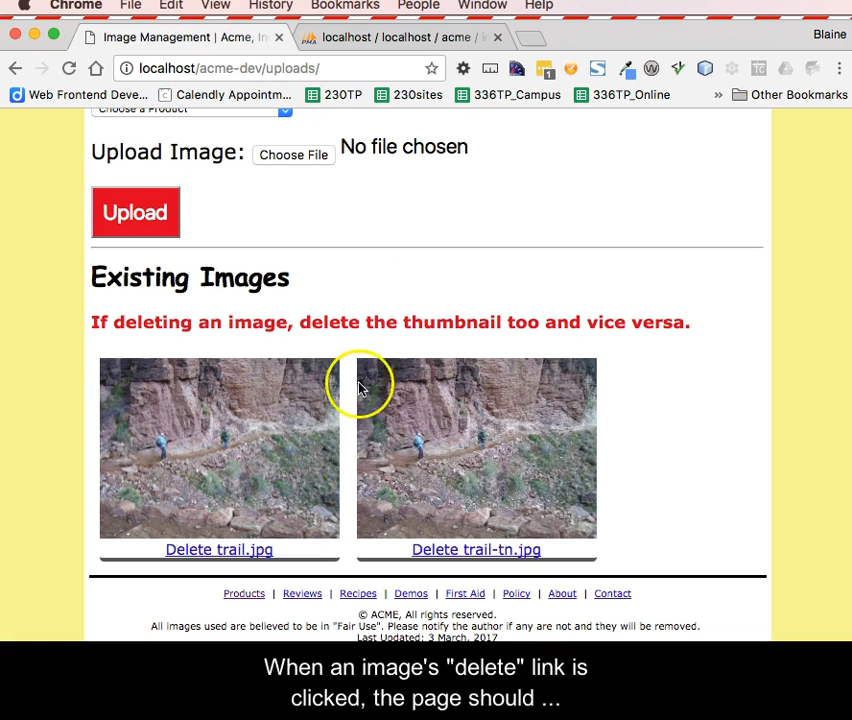 Chrome File Edit View History Bookmarks People Window Help
Image Management | Acme, In
localhost / localhost / acme / i
Blaine
localhost/acme-dev/uploads/
Web Frontend Deve... Calendly Appointm... 230TP 230sites 336TP_Campus 336TP_Online » Other Bookmarks
Choose a Product
Upload Image: Choose File No file chosen
Upload
Existing Images
If deleting an image, delete the thumbnail too and vice versa.
Delete trail.jpg Delete trail-tn.jpg
Products | Reviews | Recipes | Demos | First Aid | Policy | About | Contact
© ACME, All rights reserved.
All images used are believed to be in "Fair Use". Please notify the author if any are not and they will be removed.
Last Updated: 3 March, 2017
When an image's "delete" link is
clicked, the page should ...